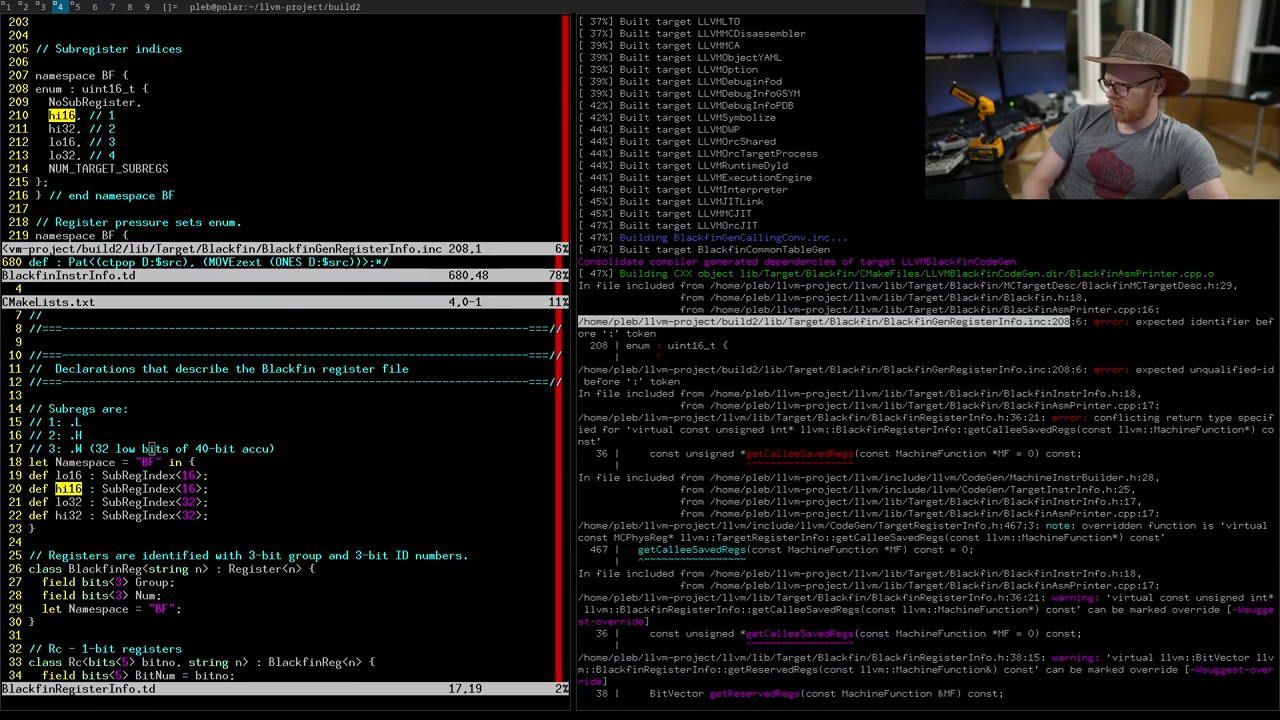 1 2 3 4 5 6 7 8 9 []= pleb@polar:~/llvm-project/build2
203
204
205 // Subregister indices
206
207 namespace BF {
208 enum : uint16_t {
209   NoSubRegister,
210   hi16, // 1
211   hi32, // 2
212   lo16, // 3
213   lo32, // 4
214   NUM_TARGET_SUBREGS
215 };
216 } // end namespace BF
217
218 // Register pressure sets enum.
219 namespace BF {
<vm-project/build2/lib/Target/Blackfin/BlackfinGenRegisterInfo.inc 208,1 6%
680 def : Pat<(ctpop D:$src), (MOVEzext (ONES D:$src))>;*/
BlackfinInstrInfo.td 680,48 78%
4
CMakeLists.txt 4,0-1 11%
7 //
8 //===----------------------------------------------------------------------===//
9
10 //===----------------------------------------------------------------------===//
11 //  Declarations that describe the Blackfin register file
12 //===----------------------------------------------------------------------===//
13
14 // Subregs are:
15 // 1: .L
16 // 2: .H
17 // 3: .W (32 low bits of 40-bit accu)
18 let Namespace = "BF" in {
19 def lo16 : SubRegIndex<16>;
20 def hi16 : SubRegIndex<16>;
21 def lo32 : SubRegIndex<32>;
22 def hi32 : SubRegIndex<32>;
23 }
24
25 // Registers are identified with 3-bit group and 3-bit ID numbers.
26 class BlackfinReg<string n> : Register<n> {
27   field bits<3> Group;
28   field bits<3> Num;
29   let Namespace = "BF";
30 }
31
32 // Rc - 1-bit registers
33 class Rc<bits<5> bitno, string n> : BlackfinReg<n> {
34   field bits<5> BitNum = bitno;
BlackfinRegisterInfo.td 17,19 2%
[ 37%] Built target LLVMLTO
[ 37%] Built target LLVMMCDisassembler
[ 39%] Built target LLVMMCA
[ 39%] Built target LLVMObjectYAML
[ 39%] Built target LLVMOption
[ 39%] Built target LLVMDebuginfod
[ 39%] Built target LLVMDebugInfoGSYM
[ 42%] Built target LLVMDebugInfoPDB
[ 42%] Built target LLVMSymbolize
[ 44%] Built target LLVMDWP
[ 44%] Built target LLVMOrcShared
[ 44%] Built target LLVMOrcTargetProcess
[ 44%] Built target LLVMRuntimeDyld
[ 44%] Built target LLVMExecutionEngine
[ 44%] Built target LLVMInterpreter
[ 45%] Built target LLVMJITLink
[ 45%] Built target LLVMMCJIT
[ 45%] Built target LLVMOrcJIT
[ 47%] Building BlackfinGenCallingConv.inc...
[ 47%] Built target BlackfinCommonTableGen
Consolidate compiler generated dependencies of target LLVMBlackfinCodeGen
[ 47%] Building CXX object lib/Target/Blackfin/CMakeFiles/LLVMBlackfinCodeGen.dir/BlackfinAsmPrinter.cpp.o
In file included from /home/pleb/llvm-project/llvm/lib/Target/Blackfin/MCTargetDesc/BlackfinMCTargetDesc.h:29,
from /home/pleb/llvm-project/llvm/lib/Target/Blackfin/Blackfin.h:18,
from /home/pleb/llvm-project/llvm/lib/Target/Blackfin/BlackfinAsmPrinter.cpp:16:
/home/pleb/llvm-project/build2/lib/Target/Blackfin/BlackfinGenRegisterInfo.inc:208:6: error: expected identifier bef
ore ':' token
208 | enum : uint16_t {
|      ^
/home/pleb/llvm-project/build2/lib/Target/Blackfin/BlackfinGenRegisterInfo.inc:208:6: error: expected unqualified-id
before ':' token
In file included from /home/pleb/llvm-project/llvm/lib/Target/Blackfin/BlackfinInstrInfo.h:18,
from /home/pleb/llvm-project/llvm/lib/Target/Blackfin/BlackfinAsmPrinter.cpp:17:
/home/pleb/llvm-project/llvm/lib/Target/Blackfin/BlackfinRegisterInfo.h:36:21: error: conflicting return type specif
ied for 'virtual const unsigned int* llvm::BlackfinRegisterInfo::getCalleeSavedRegs(const llvm::MachineFunction*) co
nst'
36 |     const unsigned *getCalleeSavedRegs(const MachineFunction *MF = 0) const;
|                     ^~~~~~~~~~~~~~~~~~
In file included from /home/pleb/llvm-project/llvm/include/llvm/CodeGen/MachineInstrBuilder.h:28,
from /home/pleb/llvm-project/llvm/include/llvm/CodeGen/TargetInstrInfo.h:25,
from /home/pleb/llvm-project/llvm/lib/Target/Blackfin/BlackfinInstrInfo.h:17,
from /home/pleb/llvm-project/llvm/lib/Target/Blackfin/BlackfinAsmPrinter.cpp:17:
/home/pleb/llvm-project/llvm/include/llvm/CodeGen/TargetRegisterInfo.h:467:3: note: overridden function is 'virtual
const MCPhysReg* llvm::TargetRegisterInfo::getCalleeSavedRegs(const llvm::MachineFunction*) const'
467 |   getCalleeSavedRegs(const MachineFunction *MF) const = 0;
|   ^~~~~~~~~~~~~~~~~~
In file included from /home/pleb/llvm-project/llvm/lib/Target/Blackfin/BlackfinInstrInfo.h:18,
from /home/pleb/llvm-project/llvm/lib/Target/Blackfin/BlackfinAsmPrinter.cpp:17:
/home/pleb/llvm-project/llvm/lib/Target/Blackfin/BlackfinRegisterInfo.h:36:21: warning: 'virtual const unsigned int*
llvm::BlackfinRegisterInfo::getCalleeSavedRegs(const llvm::MachineFunction*) const' can be marked override [-Wsugge
st-override]
36 |     const unsigned *getCalleeSavedRegs(const MachineFunction *MF = 0) const;
|                     ^~~~~~~~~~~~~~~~~~
/home/pleb/llvm-project/llvm/lib/Target/Blackfin/BlackfinRegisterInfo.h:38:15: warning: 'virtual llvm::BitVector llv
m::BlackfinRegisterInfo::getReservedRegs(const llvm::MachineFunction&) const' can be marked override [-Wsuggest-over
ride]
38 |     BitVector getReservedRegs(const MachineFunction &MF) const;